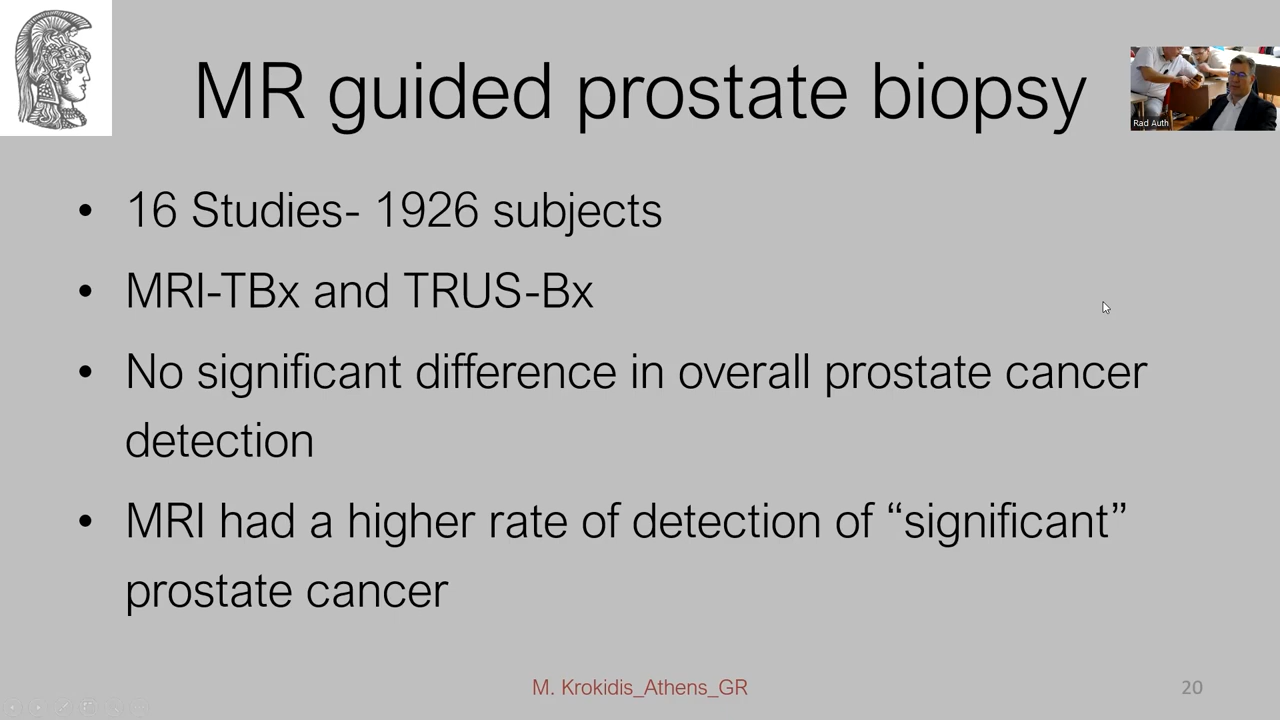 MR guided prostate biopsy
Rad Auth
• 16 Studies- 1926 subjects
• MRI-TBx and TRUS-Bx
• No significant difference in overall prostate cancer
detection
• MRI had a higher rate of detection of “significant”
prostate cancer
M. Krokidis_Athens_GR
20